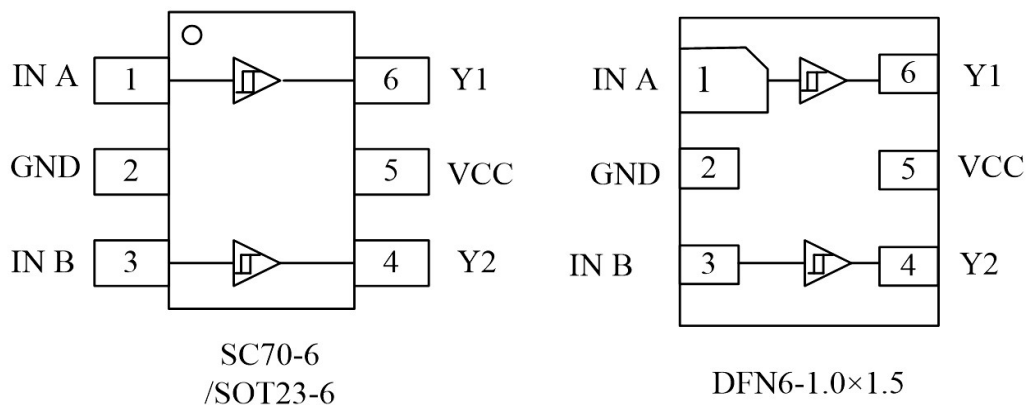 IN A 1 6 Y1
GND 2 5 VCC
IN B 3 4 Y2
SC70-6
/SOT23-6
IN A 1 6 Y1
GND 2 5 VCC
IN B 3 4 Y2
DFN6-1.0×1.5